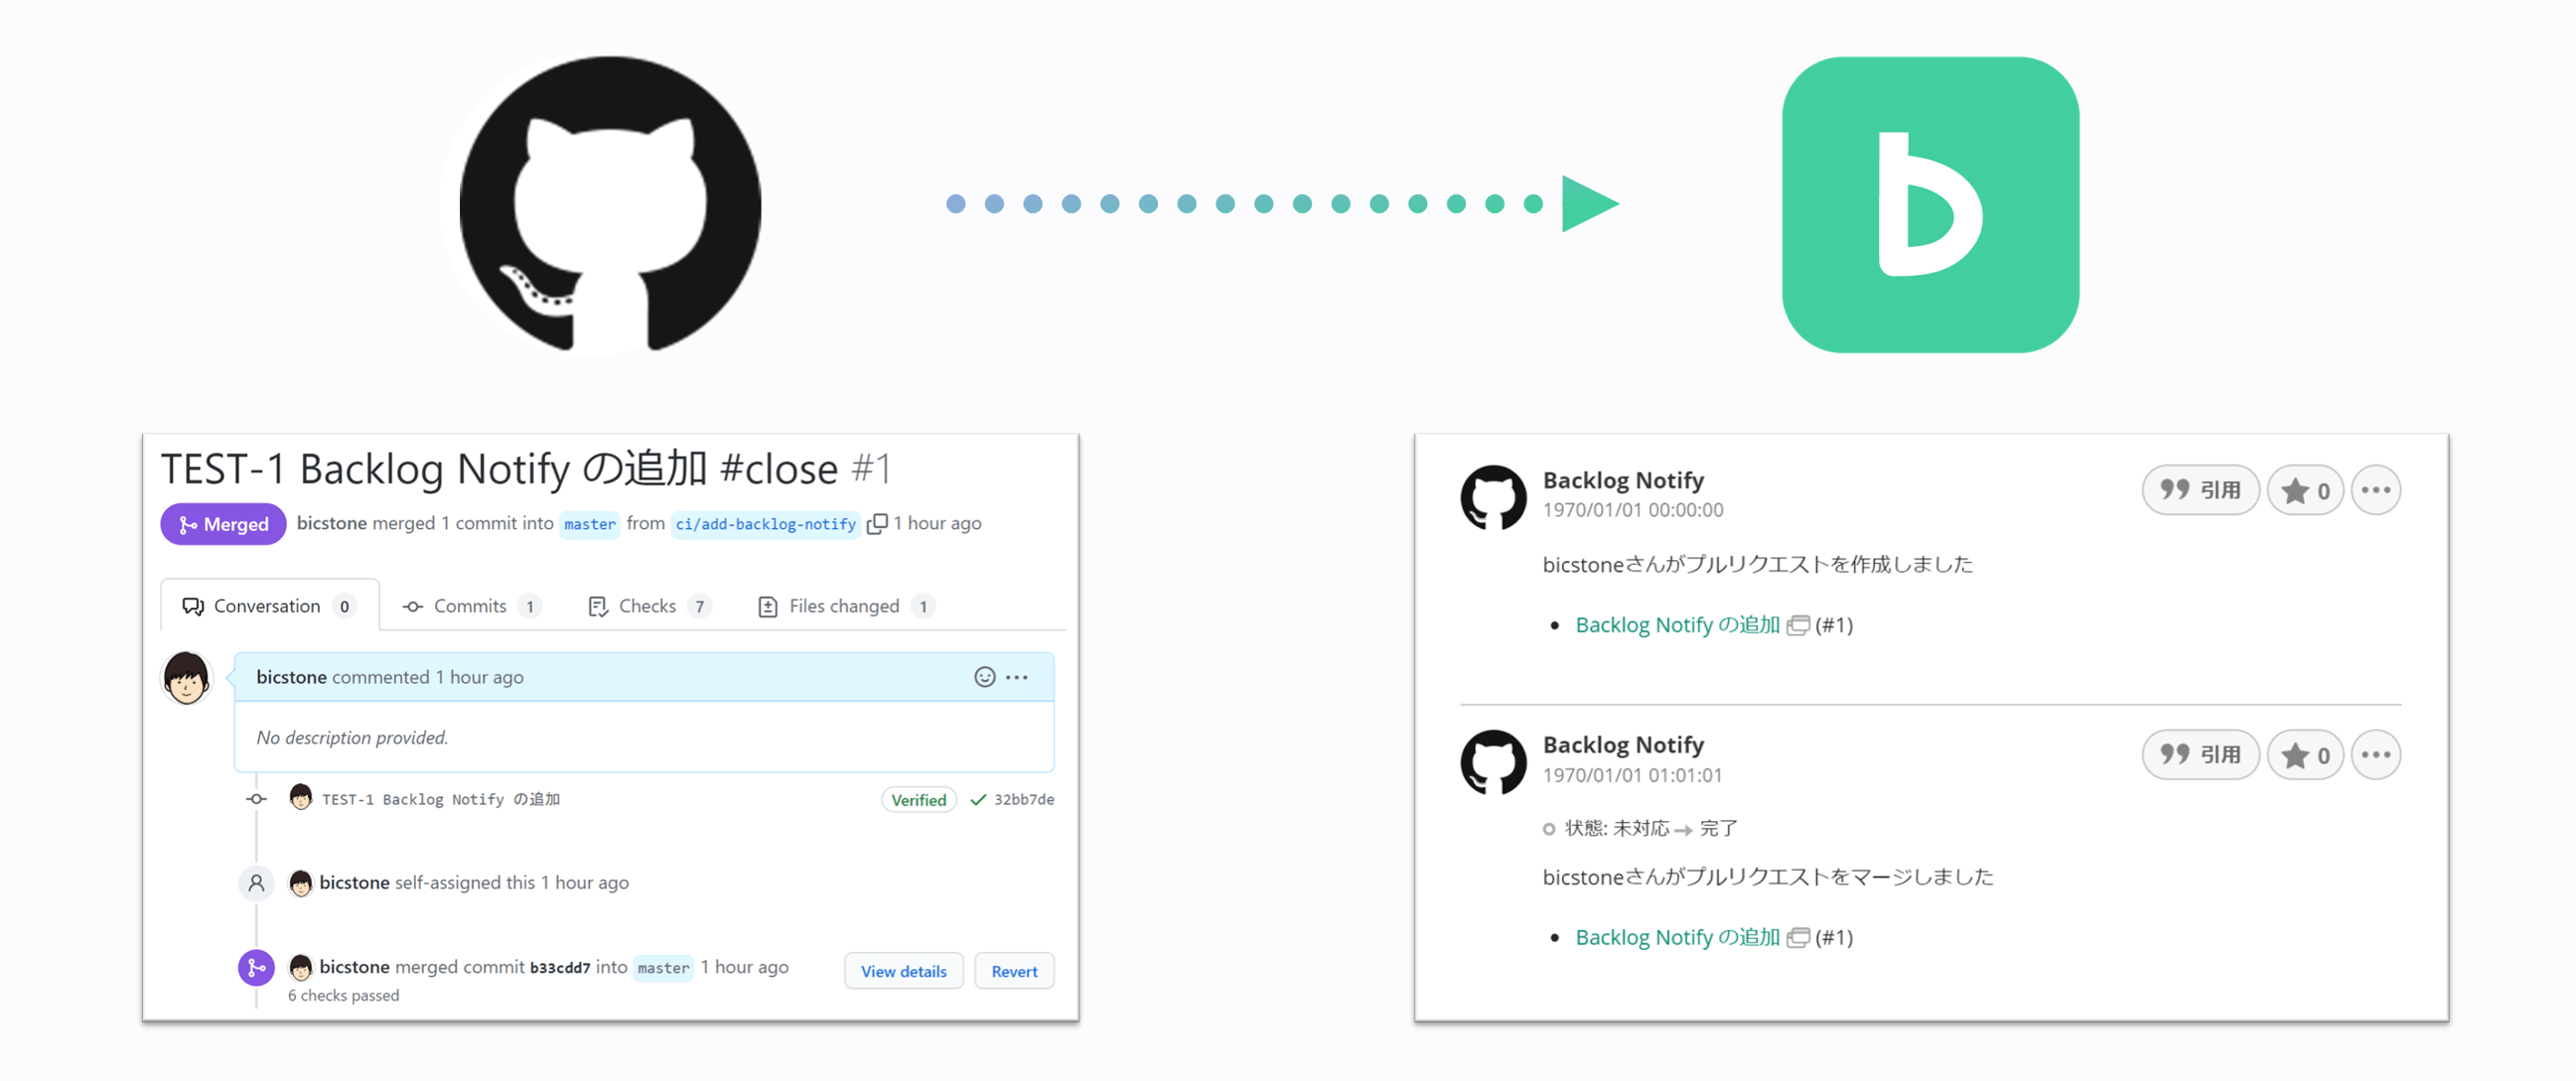 TEST-1 Backlog Notify の追加 #close #1
Merged bicstone merged 1 commit into master from ci/add-backlog-notify 1 hour ago
Conversation 0 Commits 1 Checks 7 Files changed 1
bicstone commented 1 hour ago
No description provided.
TEST-1 Backlog Notify の追加 Verified 32bb7de
bicstone self-assigned this 1 hour ago
bicstone merged commit b33cdd7 into master 1 hour ago View details Revert
6 checks passed
Backlog Notify 引用 0
1970/01/01 00:00:00
bicstoneさんがプルリクエストを作成しました
• Backlog Notify の追加 (#1)
Backlog Notify 引用 0
1970/01/01 01:01:01
状態: 未対応 → 完了
bicstoneさんがプルリクエストをマージしました
• Backlog Notify の追加 (#1)